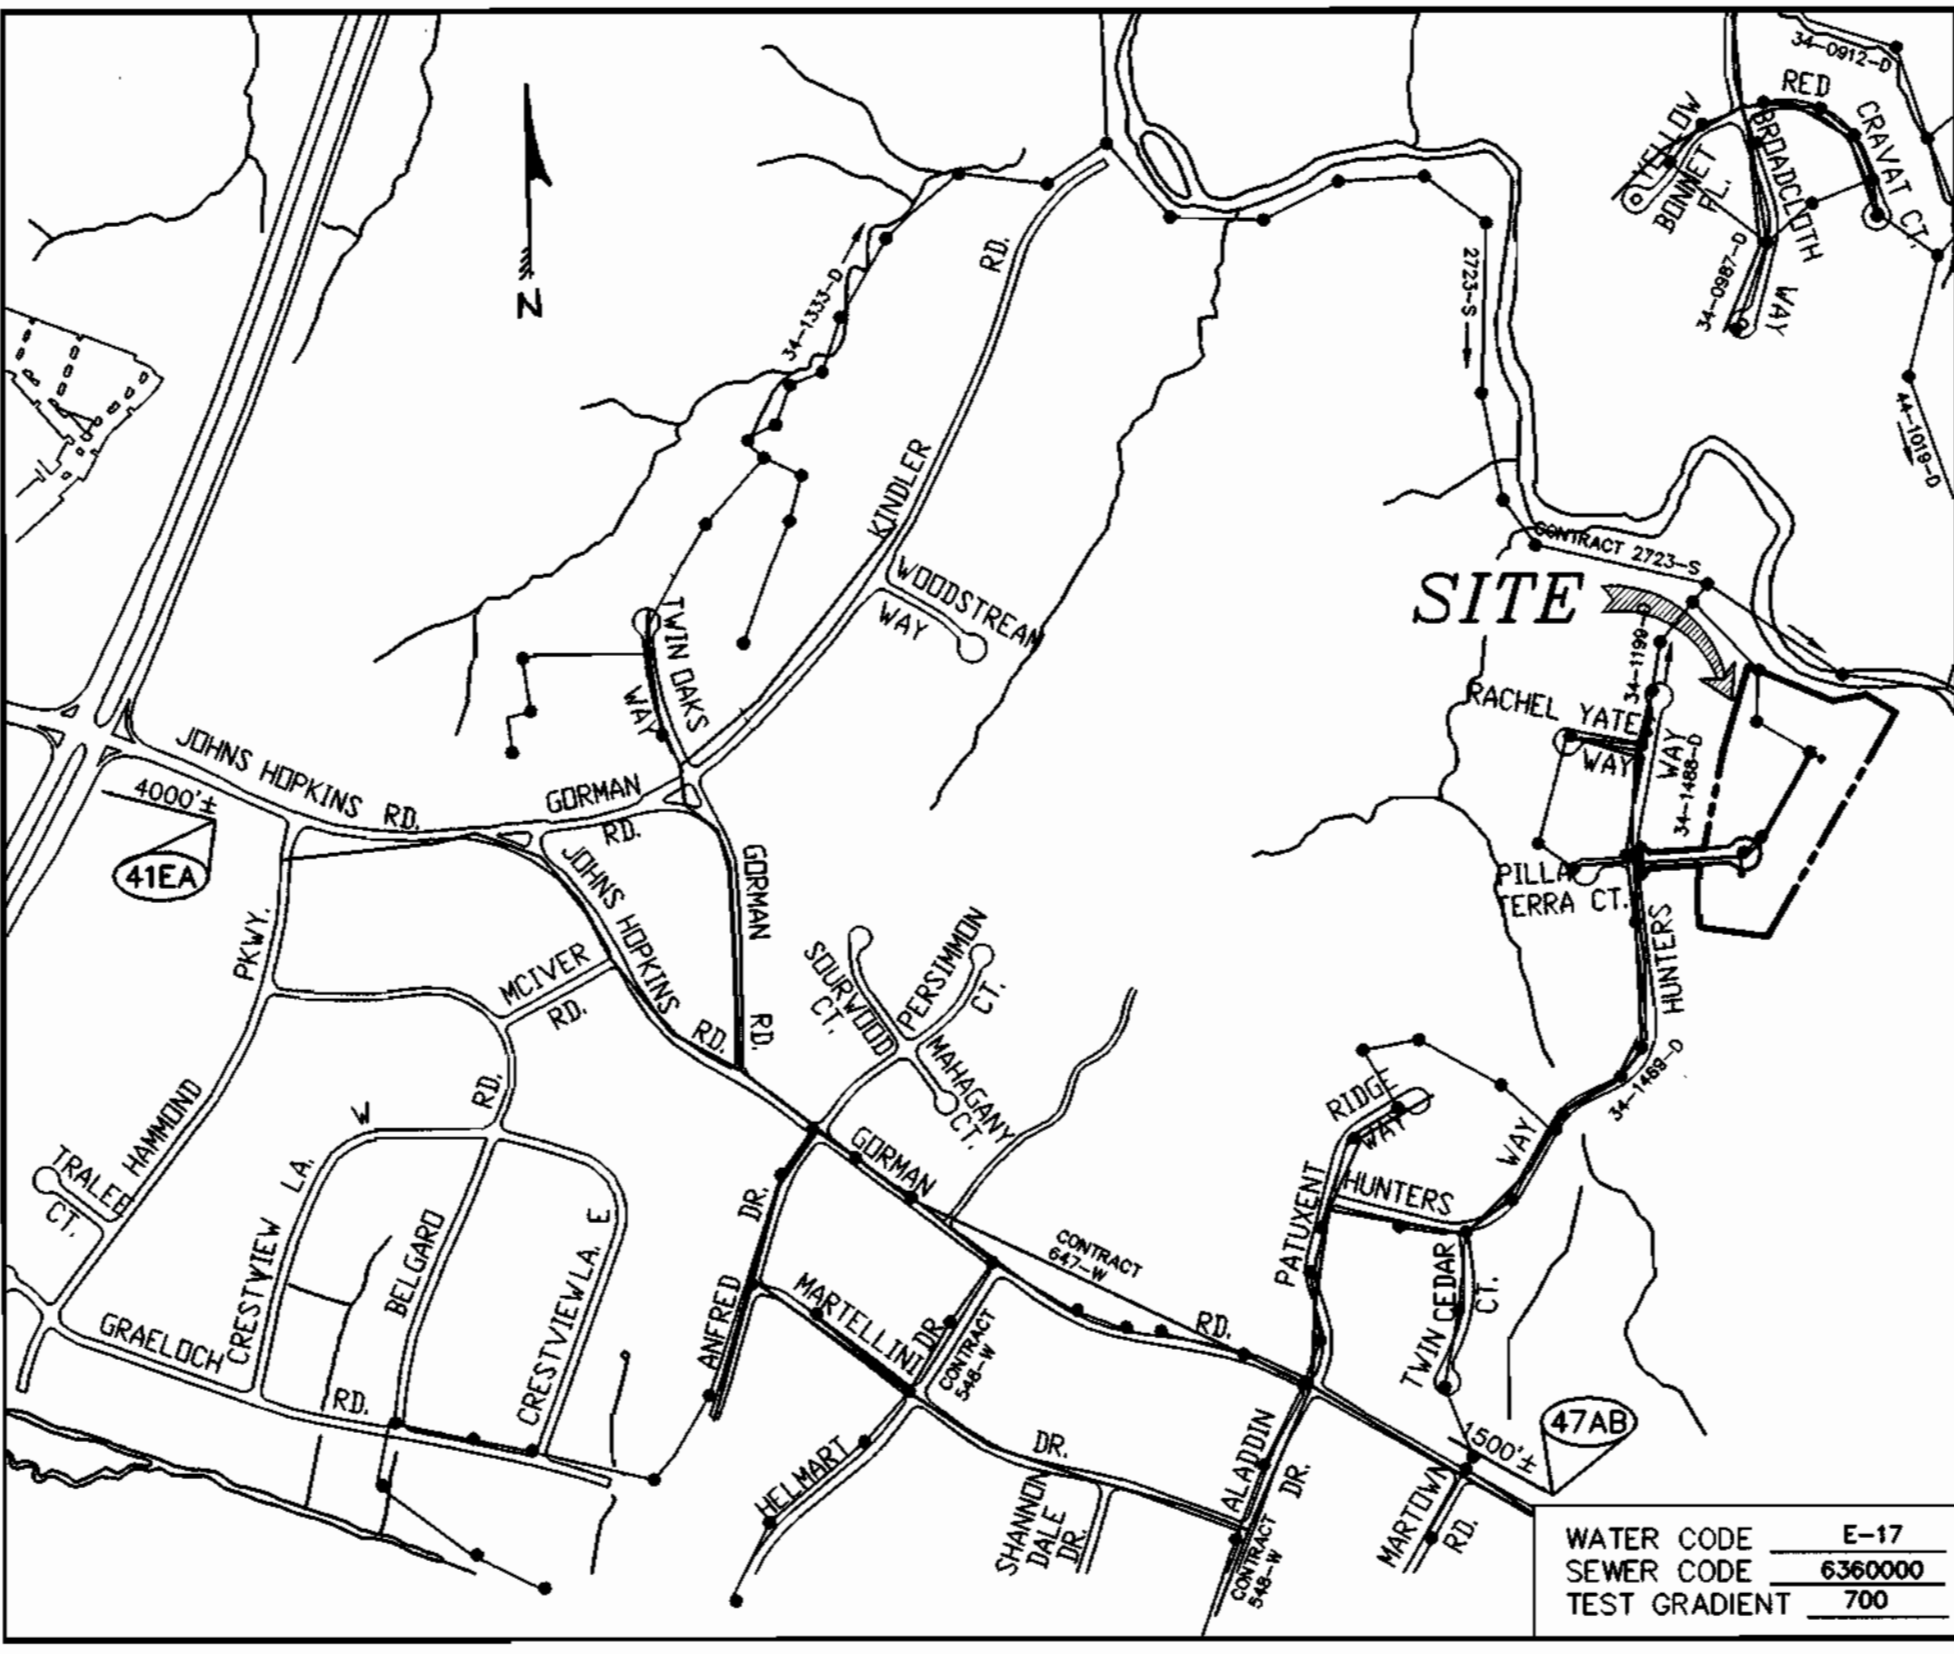 34-0912-D
RED
CRAVAT CT.
YELLOW
BONNET
PL.
BROADCLOTH
WAY
34-0987-D
44-1019-D
N
34-1333-D
RD.
KINDLER
2723-S
CONTRACT 2723-S
SITE
WOODSTREAM
WAY
TWIN OAKS
WAY
34-1199-D
RACHEL YATES
WAY
WAY
34-1488-D
PILLA
TERRA CT.
HUNTERS
34-1469-D
WAY
JOHNS HOPKINS RD.
4000'±
41EA
GORMAN
RD.
JOHNS HOPKINS RD.
GORMAN
RD.
PKWY.
HAMMOND
MCIVER
RD.
SOURWOOD
CT.
PERSIMMON
CT.
MAHAGANY
CT.
RD.
W
LA.
CRESTVIEW
TRALEE
CT.
BELGARD
E
CRESTVIEW LA.
GRAELOCH
RD.
DR.
ANFRED
GORMAN
RD.
CONTRACT
647-W
MARTELLINI
DR.
DR.
CONTRACT
548-W
HELMART
SHANNON
DALE
DR.
ALADDIN
DR.
CONTRACT
548-W
RIDGE
WAY
PATUXENT
HUNTERS
TWIN CEDAR
CT.
MARTOWN
RD.
1500'±
47AB
WATER CODE E-17
SEWER CODE 6360000
TEST GRADIENT 700